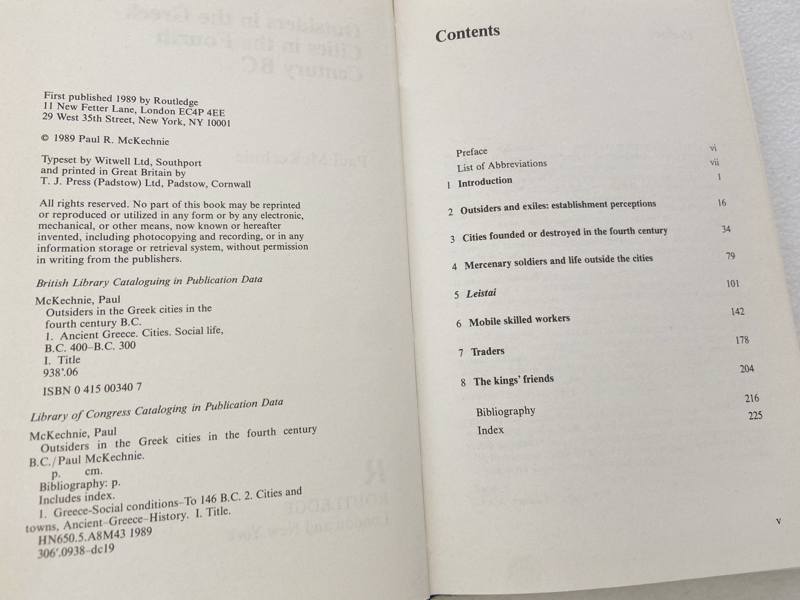 First published 1989 by Routledge
11 New Fetter Lane, London EC4P 4EE
29 West 35th Street, New York, NY 10001
© 1989 Paul R. McKechnie
Typeset by Witwell Ltd, Southport
and printed in Great Britain by
T. J. Press (Padstow) Ltd, Padstow, Cornwall
All rights reserved. No part of this book may be reprinted
or reproduced or utilized in any form or by any electronic,
mechanical, or other means, now known or hereafter
invented, including photocopying and recording, or in any
information storage or retrieval system, without permission
in writing from the publishers.
British Library Cataloguing in Publication Data
McKechnie, Paul
Outsiders in the Greek cities in the
fourth century B.C.
1. Ancient Greece. Cities. Social life,
B.C. 400–B.C. 300
I. Title
938'.06
ISBN 0 415 00340 7
Library of Congress Cataloging in Publication Data
McKechnie, Paul
Outsiders in the Greek cities in the fourth century
B.C./Paul McKechnie.
p. cm.
Bibliography: p.
Includes index.
1. Greece-Social conditions–To 146 B.C. 2. Cities and
towns, Ancient–Greece–History. I. Title.
HN650.5.A8M43 1989
306'.0938–dc19
Contents
Preface vi
List of Abbreviations vii
1 Introduction 1
2 Outsiders and exiles: establishment perceptions 16
3 Cities founded or destroyed in the fourth century 34
4 Mercenary soldiers and life outside the cities 79
5 Leistai 101
6 Mobile skilled workers 142
7 Traders 178
8 The kings' friends 204
Bibliography 216
Index 225
v